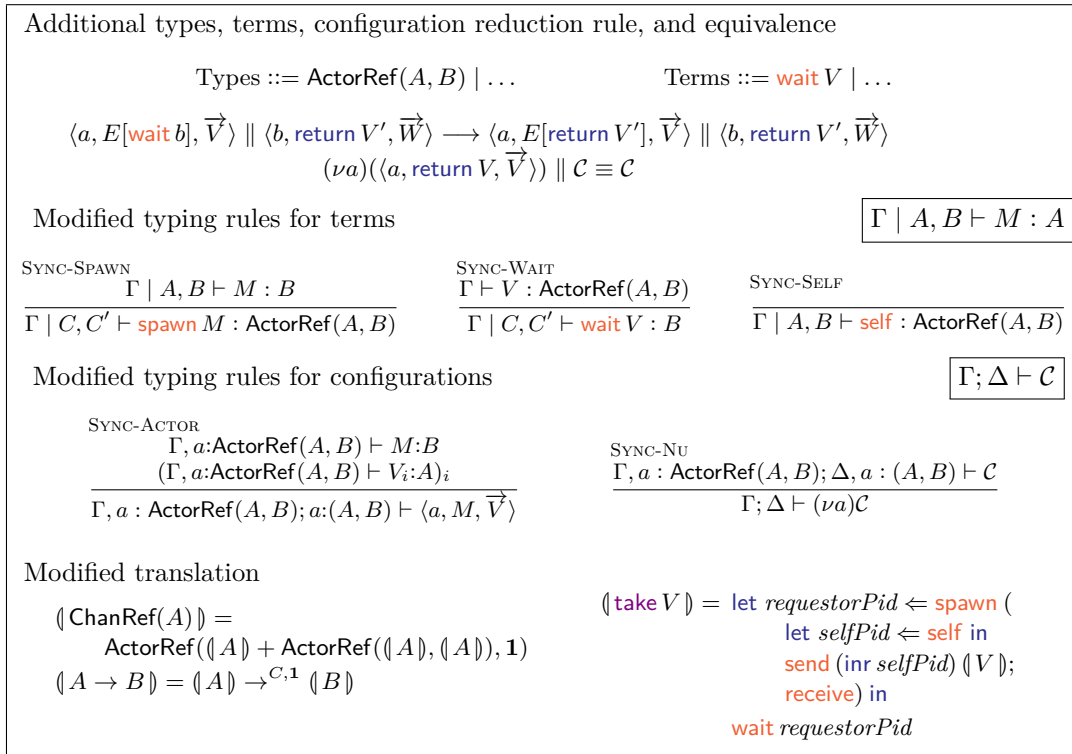 Additional types, terms, configuration reduction rule, and equivalence
Types ::= ActorRef(A, B) | … Terms ::= wait V | …
⟨a, E[wait b], V⃗⟩ ∥ ⟨b, return V′, W⃗⟩ ⟶ ⟨a, E[return V′], V⃗⟩ ∥ ⟨b, return V′, W⃗⟩
(νa)(⟨a, return V, V⃗⟩) ∥ 𝒞 ≡ 𝒞
Modified typing rules for terms Γ | A, B ⊢ M : A
SYNC-SPAWN
Γ | A, B ⊢ M : B
Γ | C, C′ ⊢ spawn M : ActorRef(A, B)
SYNC-WAIT
Γ ⊢ V : ActorRef(A, B)
Γ | C, C′ ⊢ wait V : B
SYNC-SELF
Γ | A, B ⊢ self : ActorRef(A, B)
Modified typing rules for configurations Γ; Δ ⊢ 𝒞
SYNC-ACTOR
Γ, a:ActorRef(A, B) ⊢ M:B
(Γ, a:ActorRef(A, B) ⊢ Vᵢ:A)ᵢ
Γ, a : ActorRef(A, B); a:(A, B) ⊢ ⟨a, M, V⃗⟩
SYNC-NU
Γ, a : ActorRef(A, B); Δ, a : (A, B) ⊢ 𝒞
Γ; Δ ⊢ (νa)𝒞
Modified translation
⦇ChanRef(A)⦈ =
ActorRef(⦇A⦈ + ActorRef(⦇A⦈, ⦇A⦈), 1)
⦇A → B⦈ = ⦇A⦈ →^{C,1} ⦇B⦈
⦇take V⦈ = let requestorPid ⇐ spawn (
let selfPid ⇐ self in
send (inr selfPid) ⦇V⦈;
receive) in
wait requestorPid